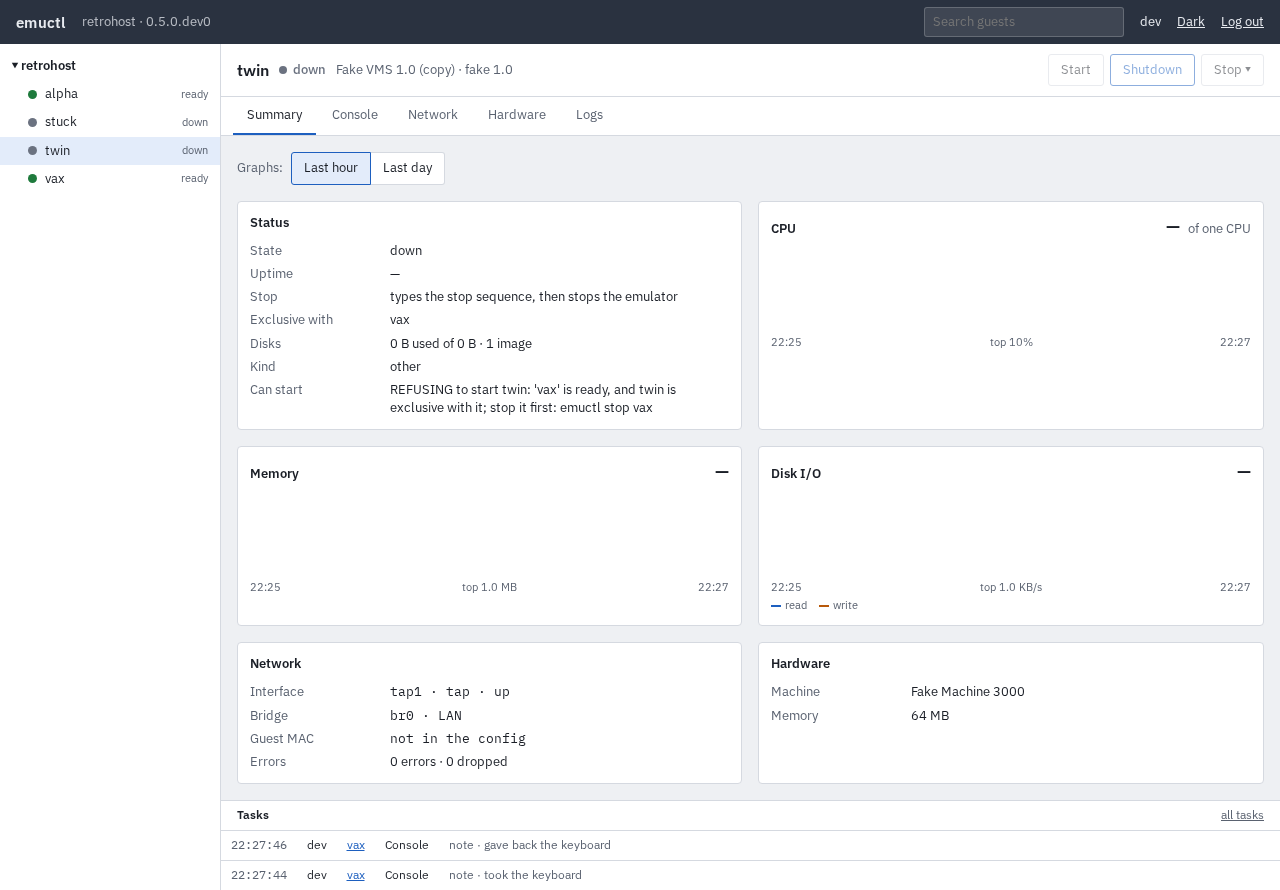 emuctl retrohost · 0.5.0.dev0 Search guests dev Dark Log out
▾ retrohost
alpha ready
stuck down
twin down
vax ready
twin down Fake VMS 1.0 (copy) · fake 1.0 Start Shutdown Stop ▾
Summary Console Network Hardware Logs
Graphs: Last hour Last day
Status
State down
Uptime —
Stop types the stop sequence, then stops the emulator
Exclusive with vax
Disks 0 B used of 0 B · 1 image
Kind other
Can start REFUSING to start twin: 'vax' is ready, and twin is
exclusive with it; stop it first: emuctl stop vax
CPU — of one CPU
22:25 top 10% 22:27
Memory —
22:25 top 1.0 MB 22:27
Disk I/O —
22:25 top 1.0 KB/s 22:27
read write
Network
Interface tap1 · tap · up
Bridge br0 · LAN
Guest MAC not in the config
Errors 0 errors · 0 dropped
Hardware
Machine Fake Machine 3000
Memory 64 MB
Tasks all tasks
22:27:46 dev vax Console note · gave back the keyboard
22:27:44 dev vax Console note · took the keyboard